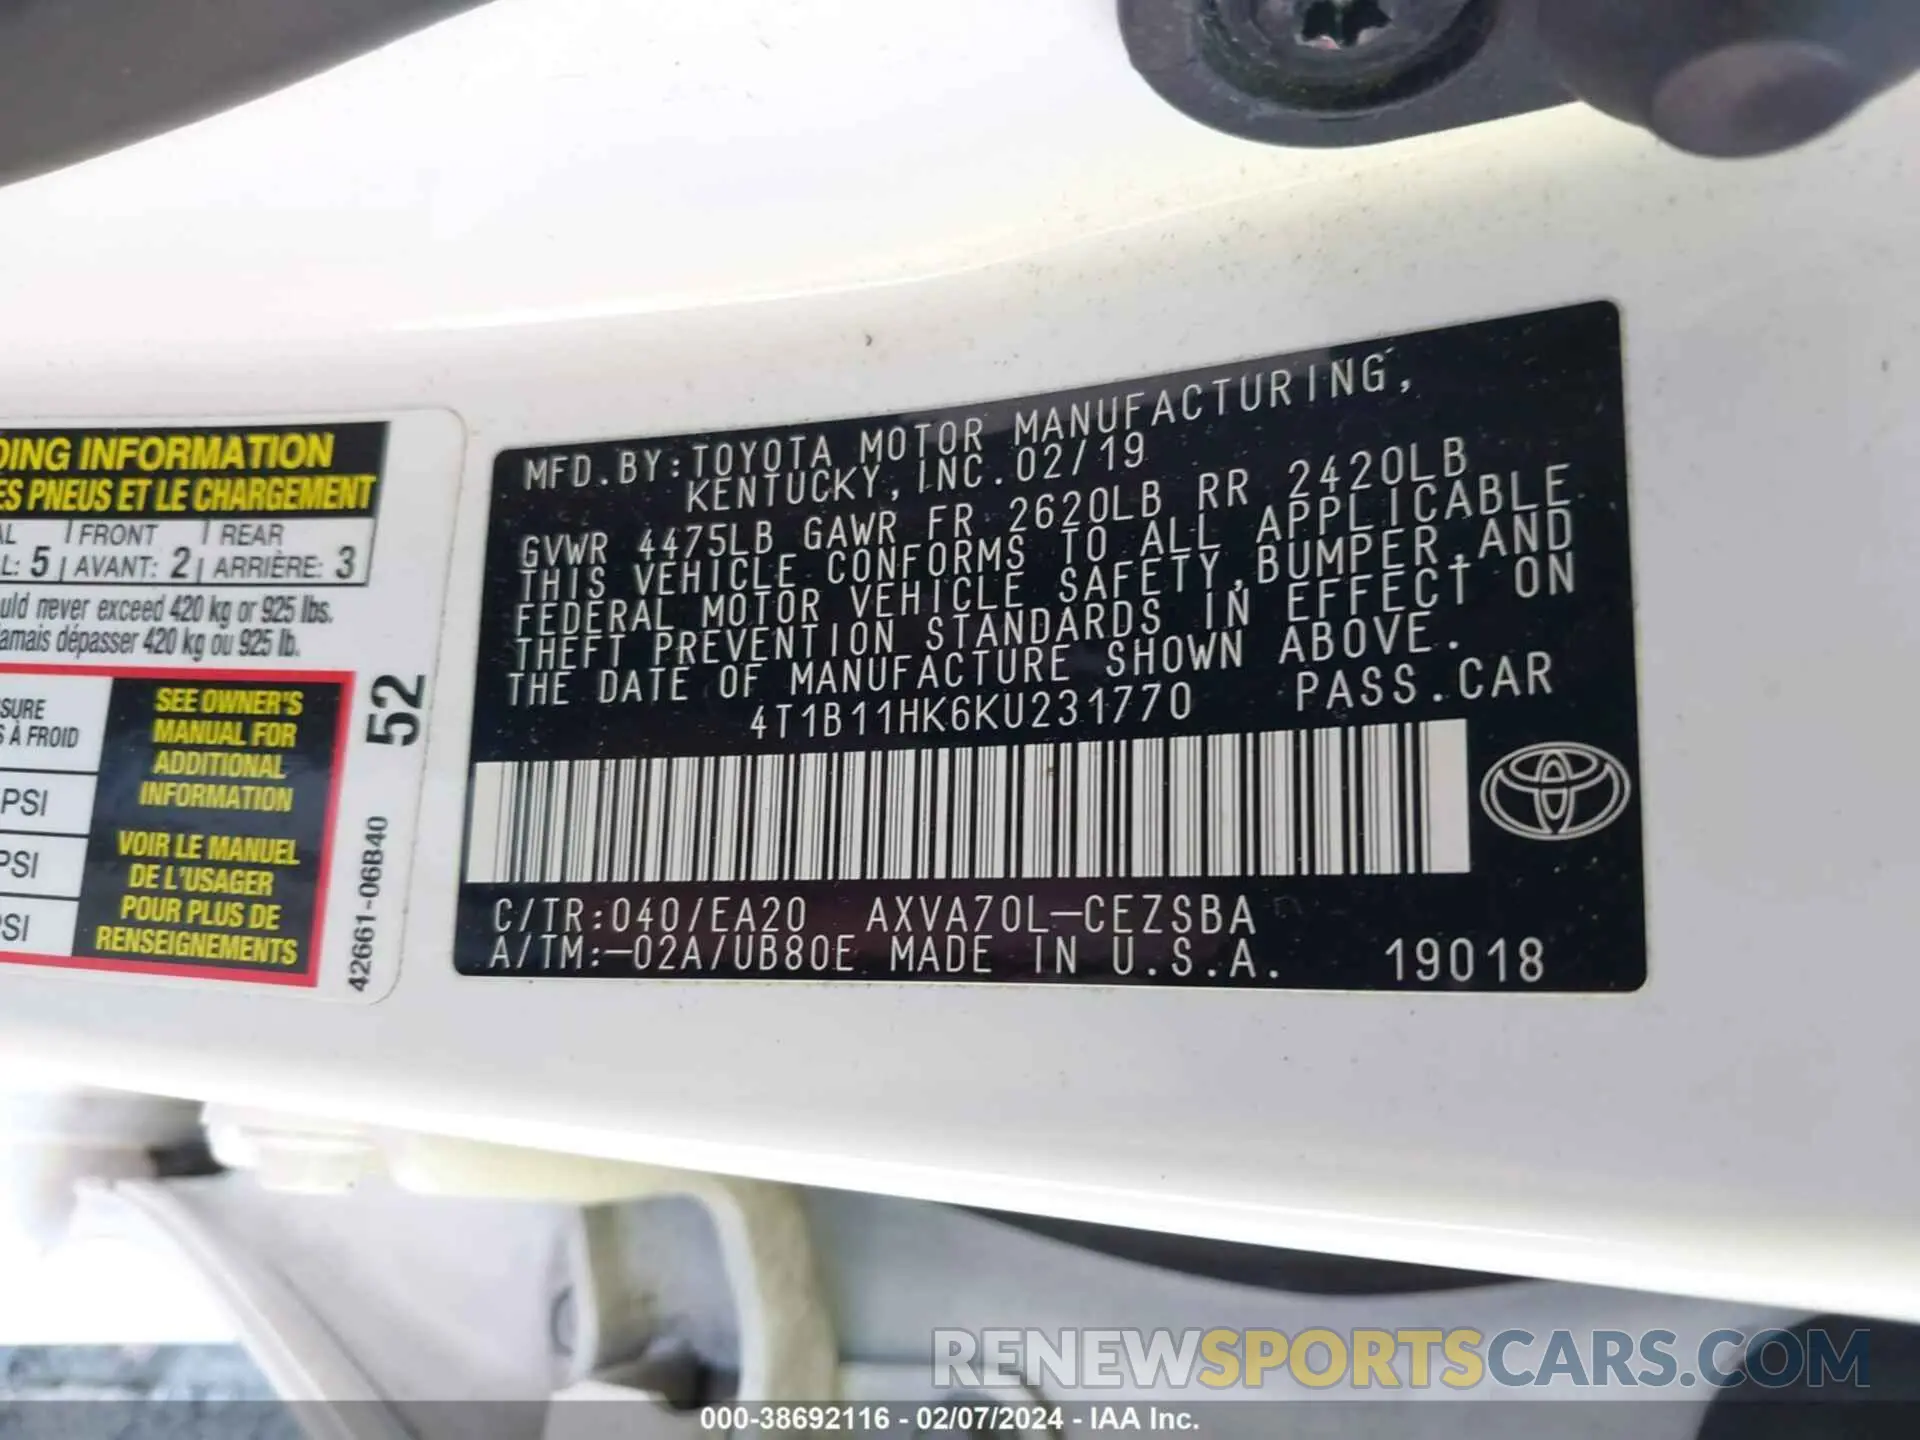 DING INFORMATION
ES PNEUS ET LE CHARGEMENT
AL FRONT REAR
L: 5 AVANT: 2 ARRIÈRE: 3
uld never exceed 420 kg or 925 lbs.
amais dépasser 420 kg ou 925 lb.
SURE
S À FROID
PSI
PSI
PSI
SEE OWNER'S
MANUAL FOR
ADDITIONAL
INFORMATION
VOIR LE MANUEL
DE L'USAGER
POUR PLUS DE
RENSEIGNEMENTS
52
42661-06B40
MFD.BY:TOYOTA MOTOR MANUFACTURING,
KENTUCKY, INC.02/19
GVWR 4475LB GAWR FR 2620LB RR 2420LB
THIS VEHICLE CONFORMS TO ALL APPLICABLE
FEDERAL MOTOR VEHICLE SAFETY,BUMPER,AND
THEFT PREVENTION STANDARDS IN EFFECT ON
THE DATE OF MANUFACTURE SHOWN ABOVE.
4T1B11HK6KU231770 PASS.CAR
C/TR:040/EA20 AXVA70L-CEZSBA
A/TM:-02A/UB80E MADE IN U.S.A. 19018
RENEWSPORTSCARS.COM
000-38692116 - 02/07/2024 - IAA Inc.